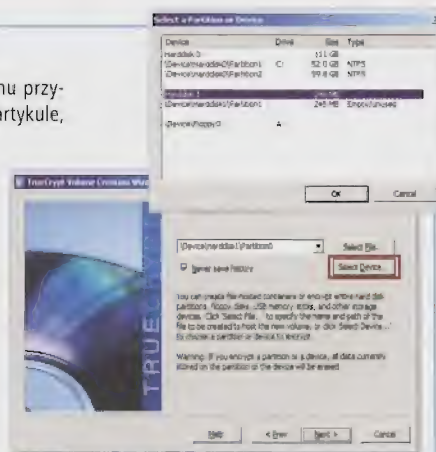 nu przy-
artykule,
Select a Partition or Device
Device Drive Size Type
Harddisk 0: GB
\Device\Harddisk0\Partition1 C: 52.0 GB NTFS
\Device\Harddisk0\Partition2 59.8 GB NTFS
Harddisk 1: MB
\Device\Harddisk1\Partition1 245 MB Empty/unused
\Device\Floppy0 A:
OK Cancel
TrueCrypt Volume Creation Wizard
TRUE
\Device\Harddisk1\Partition0 Select File...
Never save history Select Device...
You can create file-hosted containers or encrypt entire hard disk
partitions, floppy disks, USB memory sticks, and other storage
devices. Click 'Select File...' to specify the name and path of the
file to be created to host the new volume, or click 'Select Device...'
to choose a partition or device to encrypt.
Warning: If you encrypt a partition or a device, all data currently
stored on the partition or the device will be erased!
Help < Prev Next > Cancel